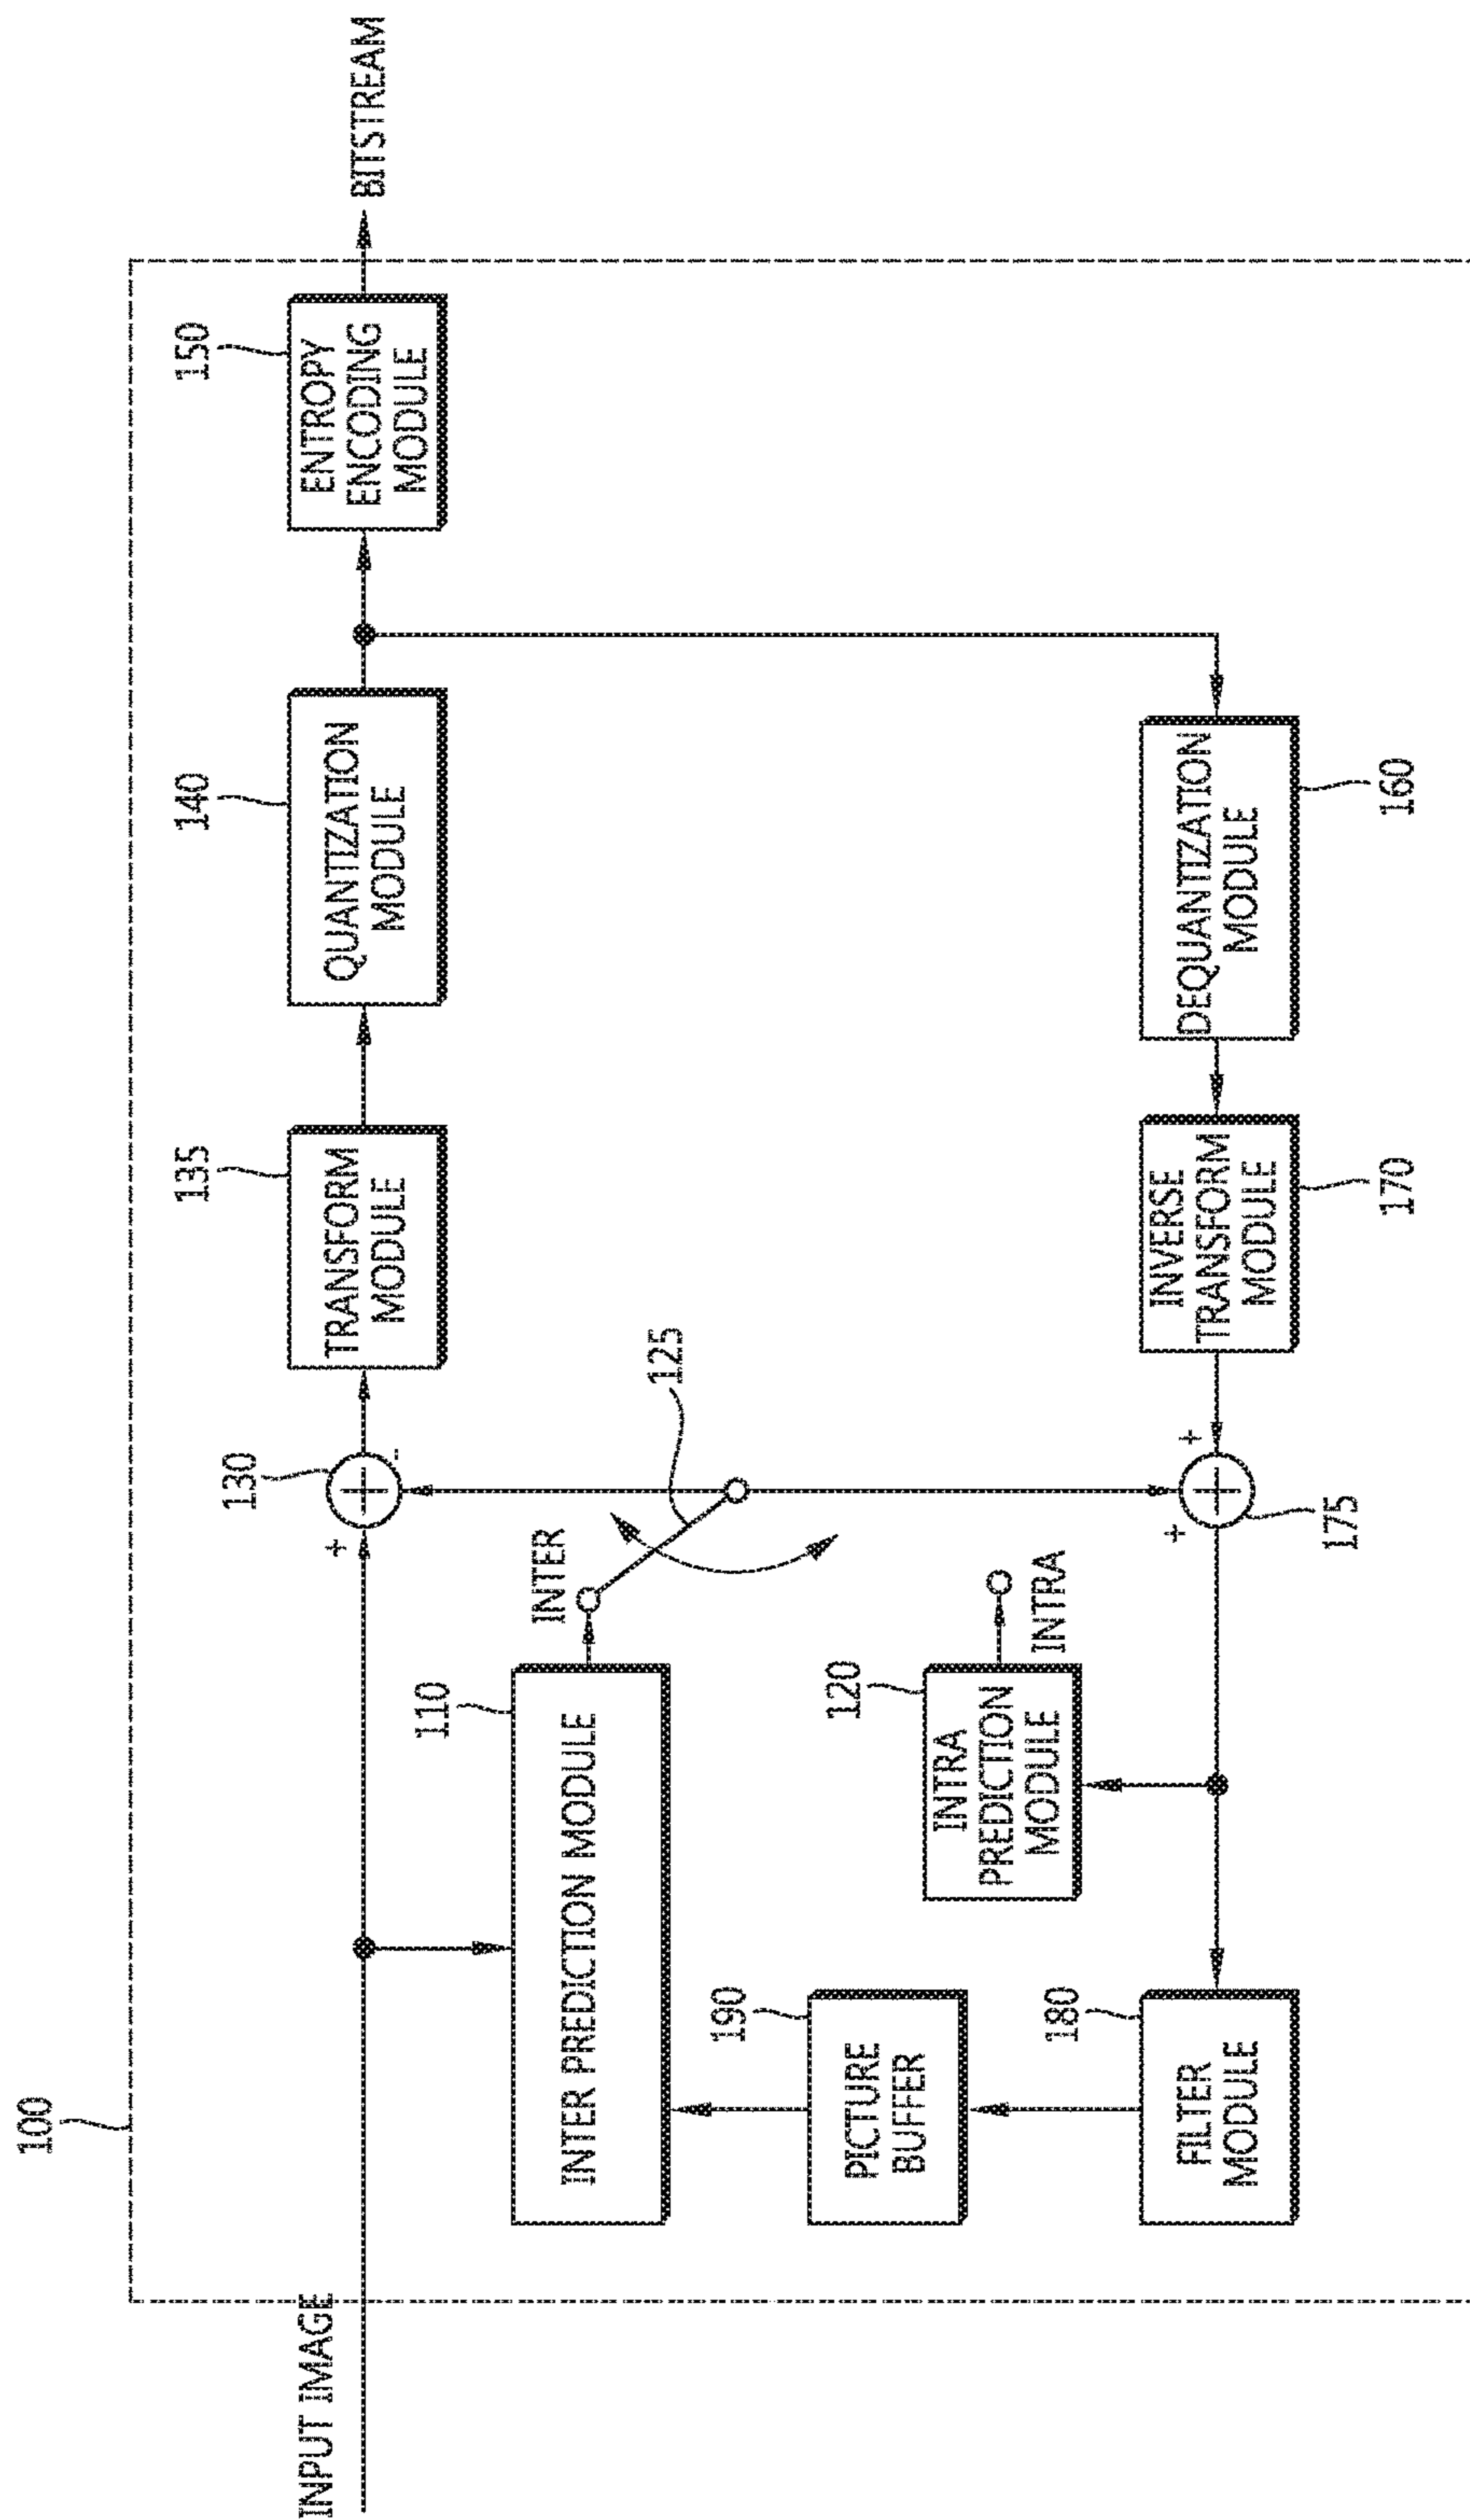 100
INPUT IMAGE
+
130
-
135
TRANSFORM
MODULE
140
QUANTIZATION
MODULE
150
ENTROPY
ENCODING
MODULE
BITSTREAM
110
INTER PREDICTION MODULE
INTER
125
190
PICTURE
BUFFER
120
INTRA
PREDICTION
MODULE
INTRA
180
FILTER
MODULE
+
175
+
INVERSE
TRANSFORM
MODULE
170
DEQUANTIZATION
MODULE
160